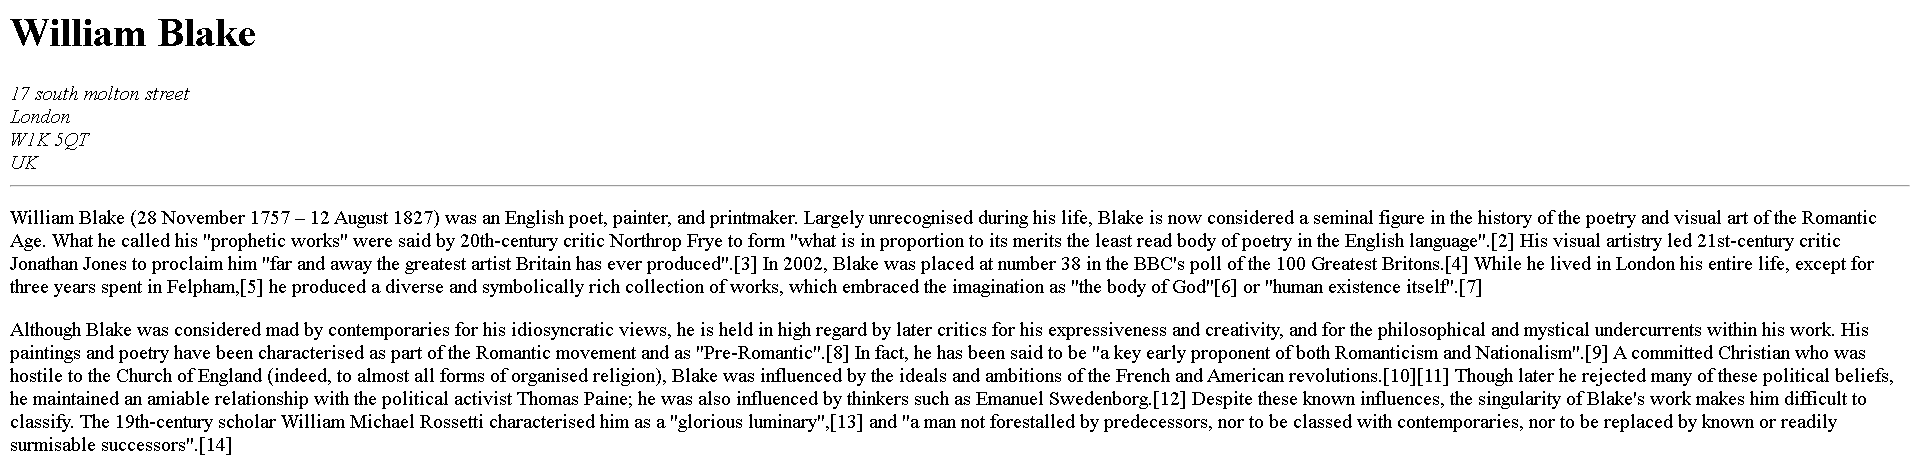 William Blake
17 south molton street
London
W1K 5QT
UK
William Blake (28 November 1757 – 12 August 1827) was an English poet, painter, and printmaker. Largely unrecognised during his life, Blake is now considered a seminal figure in the history of the poetry and visual art of the Romantic
Age. What he called his "prophetic works" were said by 20th-century critic Northrop Frye to form "what is in proportion to its merits the least read body of poetry in the English language".[2] His visual artistry led 21st-century critic
Jonathan Jones to proclaim him "far and away the greatest artist Britain has ever produced".[3] In 2002, Blake was placed at number 38 in the BBC's poll of the 100 Greatest Britons.[4] While he lived in London his entire life, except for
three years spent in Felpham,[5] he produced a diverse and symbolically rich collection of works, which embraced the imagination as "the body of God"[6] or "human existence itself".[7]
Although Blake was considered mad by contemporaries for his idiosyncratic views, he is held in high regard by later critics for his expressiveness and creativity, and for the philosophical and mystical undercurrents within his work. His
paintings and poetry have been characterised as part of the Romantic movement and as "Pre-Romantic".[8] In fact, he has been said to be "a key early proponent of both Romanticism and Nationalism".[9] A committed Christian who was
hostile to the Church of England (indeed, to almost all forms of organised religion), Blake was influenced by the ideals and ambitions of the French and American revolutions.[10][11] Though later he rejected many of these political beliefs,
he maintained an amiable relationship with the political activist Thomas Paine; he was also influenced by thinkers such as Emanuel Swedenborg.[12] Despite these known influences, the singularity of Blake's work makes him difficult to
classify. The 19th-century scholar William Michael Rossetti characterised him as a "glorious luminary",[13] and "a man not forestalled by predecessors, nor to be classed with contemporaries, nor to be replaced by known or readily
surmisable successors".[14]